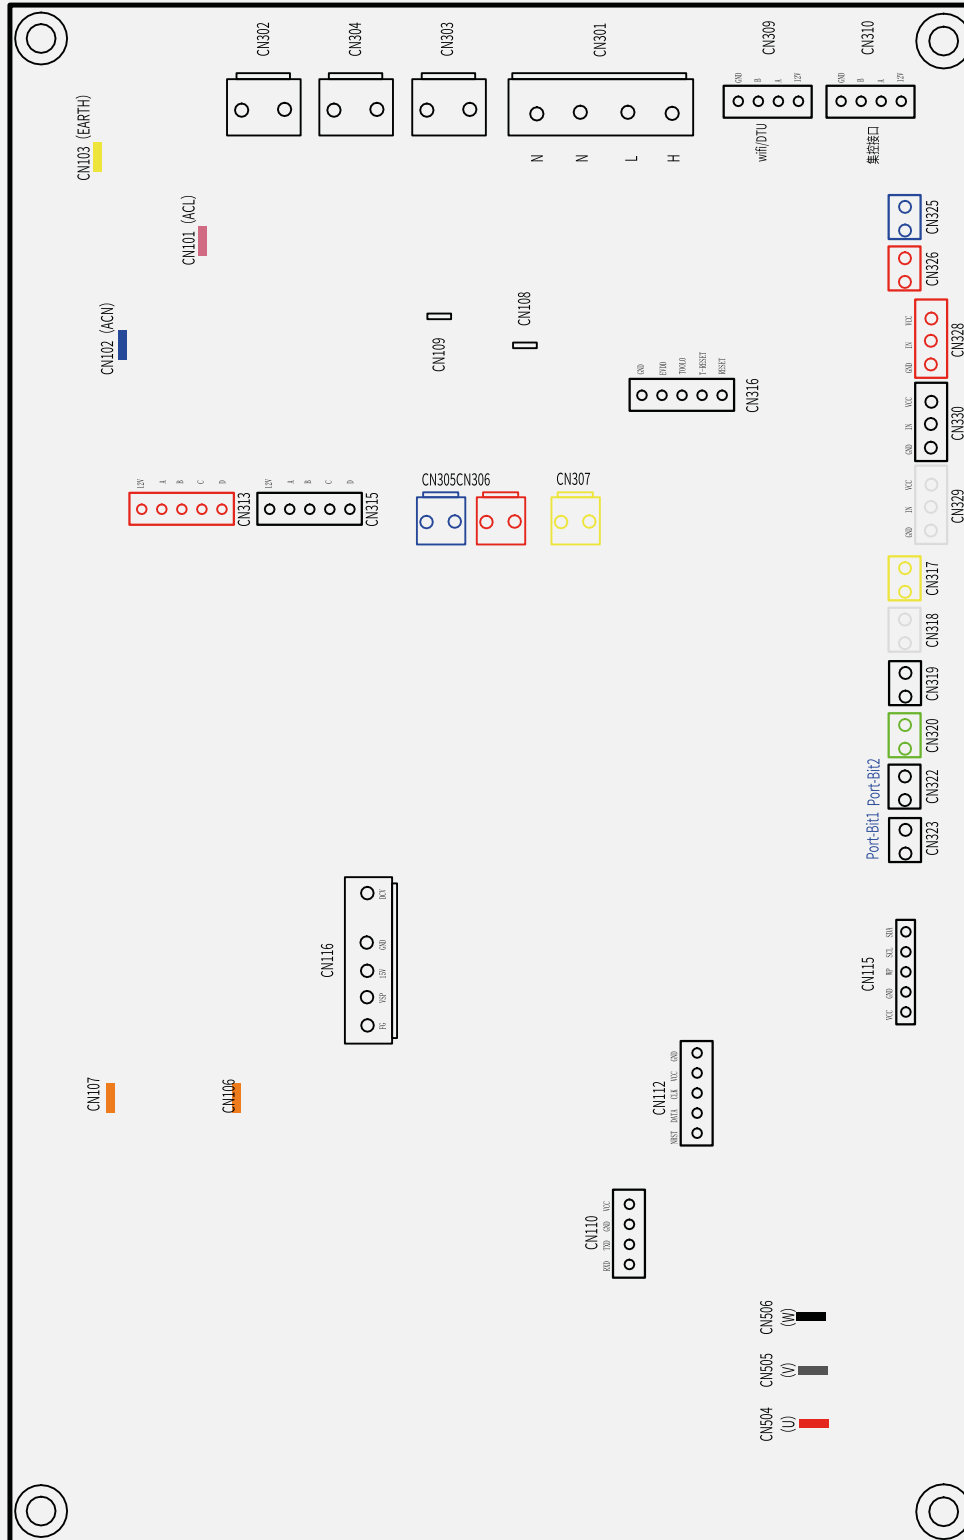 CN302
CN304
CN303
CN301
CN309
CN310
GND B A 12V
GND B A 12V
wifi/DTU
集控接口
N N L H
CN103 (EARTH)
CN101 (ACL)
CN102 (ACN)
CN325
CN326
CN109
CN108
VCC IN GND
CN328
GND EVDD TOOLO T-RESET RESET
CN316
VCC IN GND
CN330
12V A B C D
CN313
12V A B C D
CN315
CN305CN306
CN307
VCC IN GND
CN329
CN317
CN318
CN319
CN320
Port-Bit2
CN322
Port-Bit1
CN323
CN116
DCV GND 15V VSP FG
CN115
SDA SCL WP GND VCC
CN107
CN106
CN112
GND VCC CLK DATA NRST
CN110
VCC GND TXD RXD
CN506
(W)
CN505
(V)
CN504
(U)